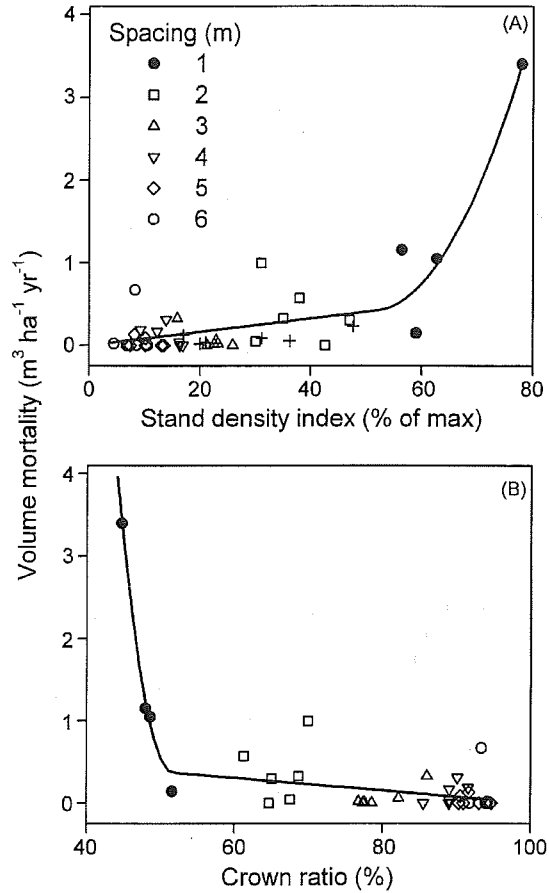 (A)
Spacing (m)
1
2
3
4
5
6
4
3
2
1
0
0 20 40 60 80
Stand density index (% of max)
Volume mortality (m³ ha⁻¹ yr⁻¹)
(B)
4
3
2
1
0
40 60 80 100
Crown ratio (%)